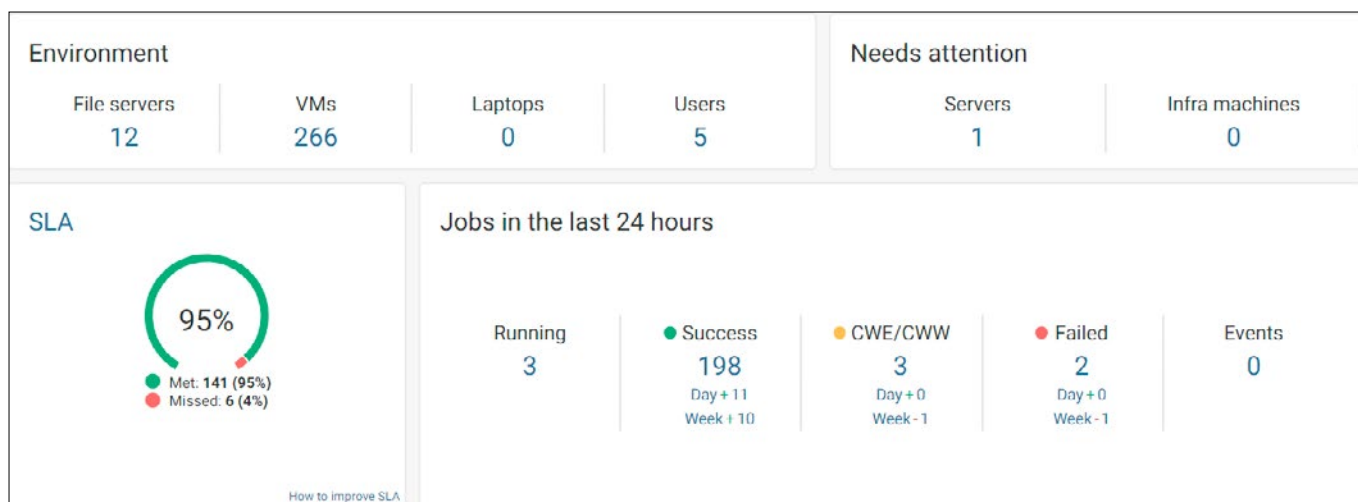 Environment
File servers
12
VMs
266
Laptops
0
Users
5
Needs attention
Servers
1
Infra machines
0
SLA
95%
Met: 141 (95%)
Missed: 6 (4%)
How to improve SLA
Jobs in the last 24 hours
Running
3
Success
198
Day + 11
Week + 10
CWE/CWW
3
Day + 0
Week - 1
Failed
2
Day + 0
Week - 1
Events
0